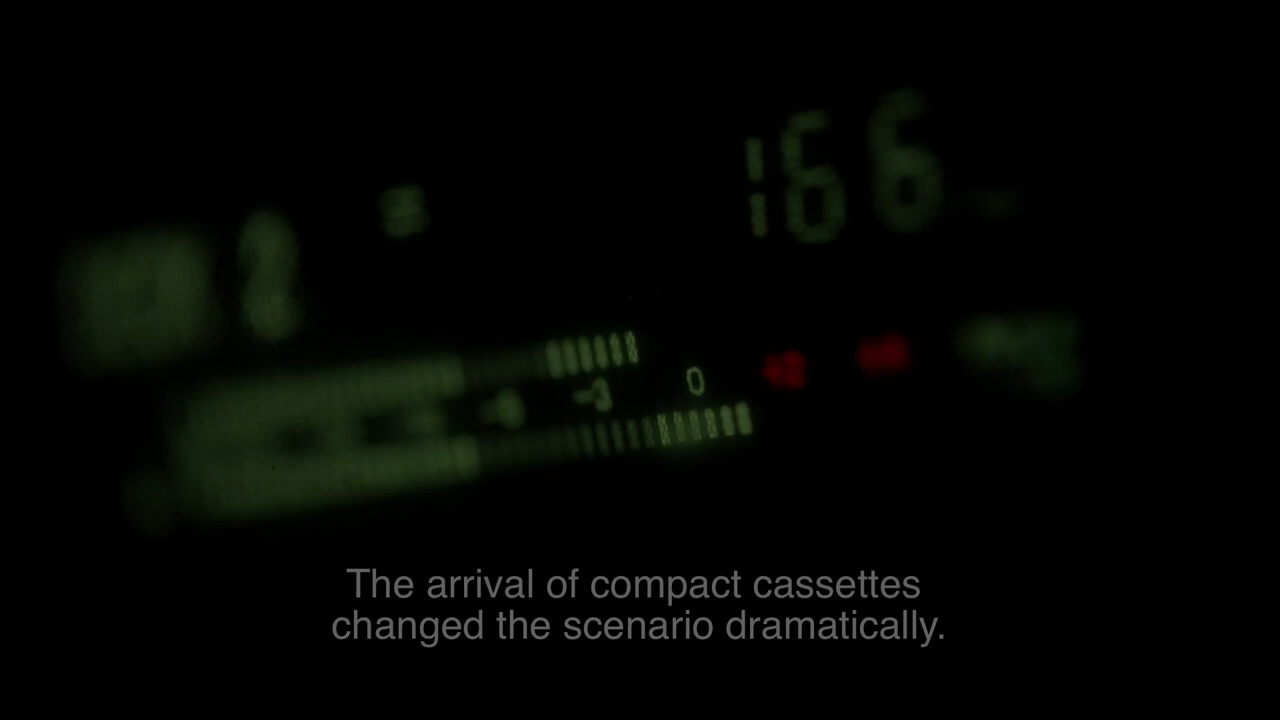 166
-3
0
The arrival of compact cassettes
changed the scenario dramatically.